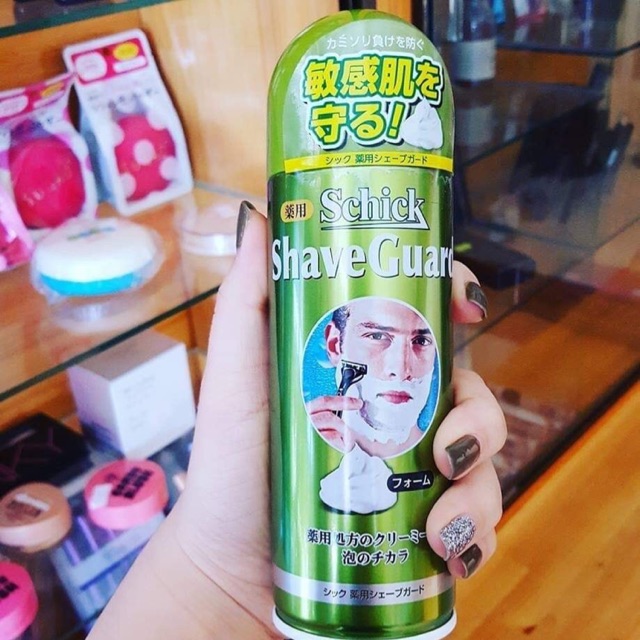 カミソリ負けを防ぐ
敏感肌を
守る!
シック 薬用シェーブガード
薬用
Schick
ShaveGuard
フォーム
薬用処方のクリーミー
泡のチカラ
シック 薬用シェーブガード